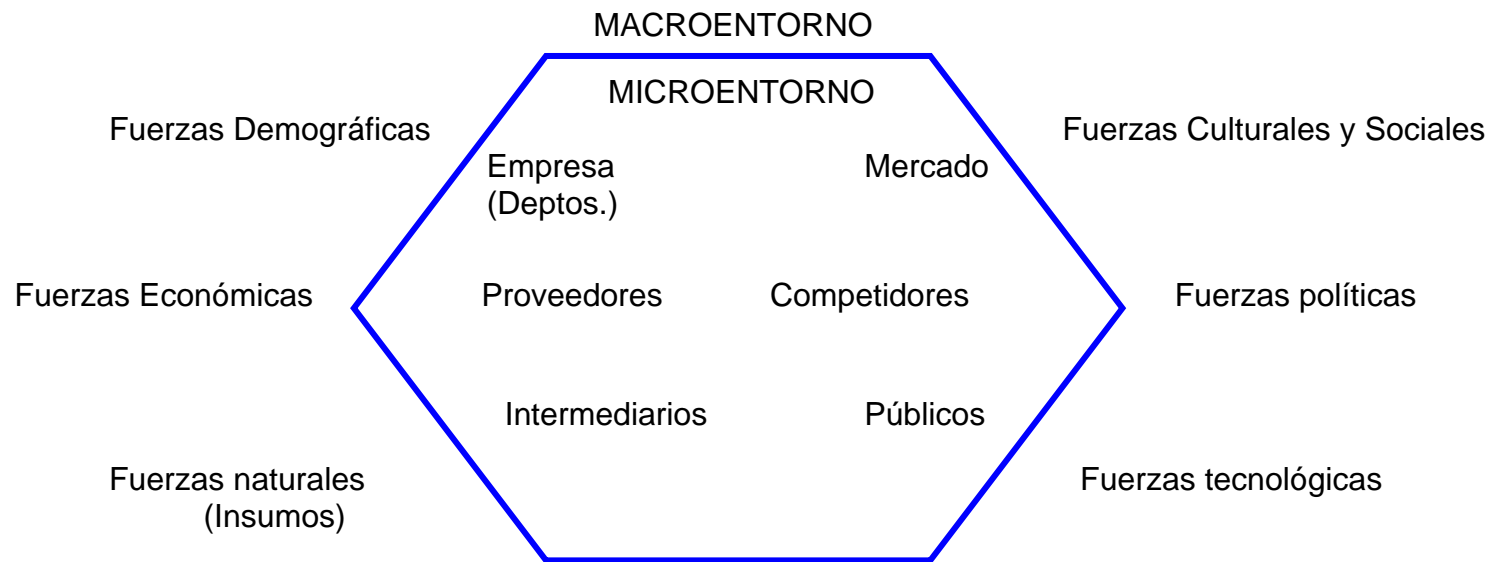 MACROENTORNO
MICROENTORNO
Fuerzas Demográficas
Fuerzas Culturales y Sociales
Empresa
(Deptos.)
Mercado
Fuerzas Económicas
Proveedores
Competidores
Fuerzas políticas
Intermediarios
Públicos
Fuerzas naturales
(Insumos)
Fuerzas tecnológicas